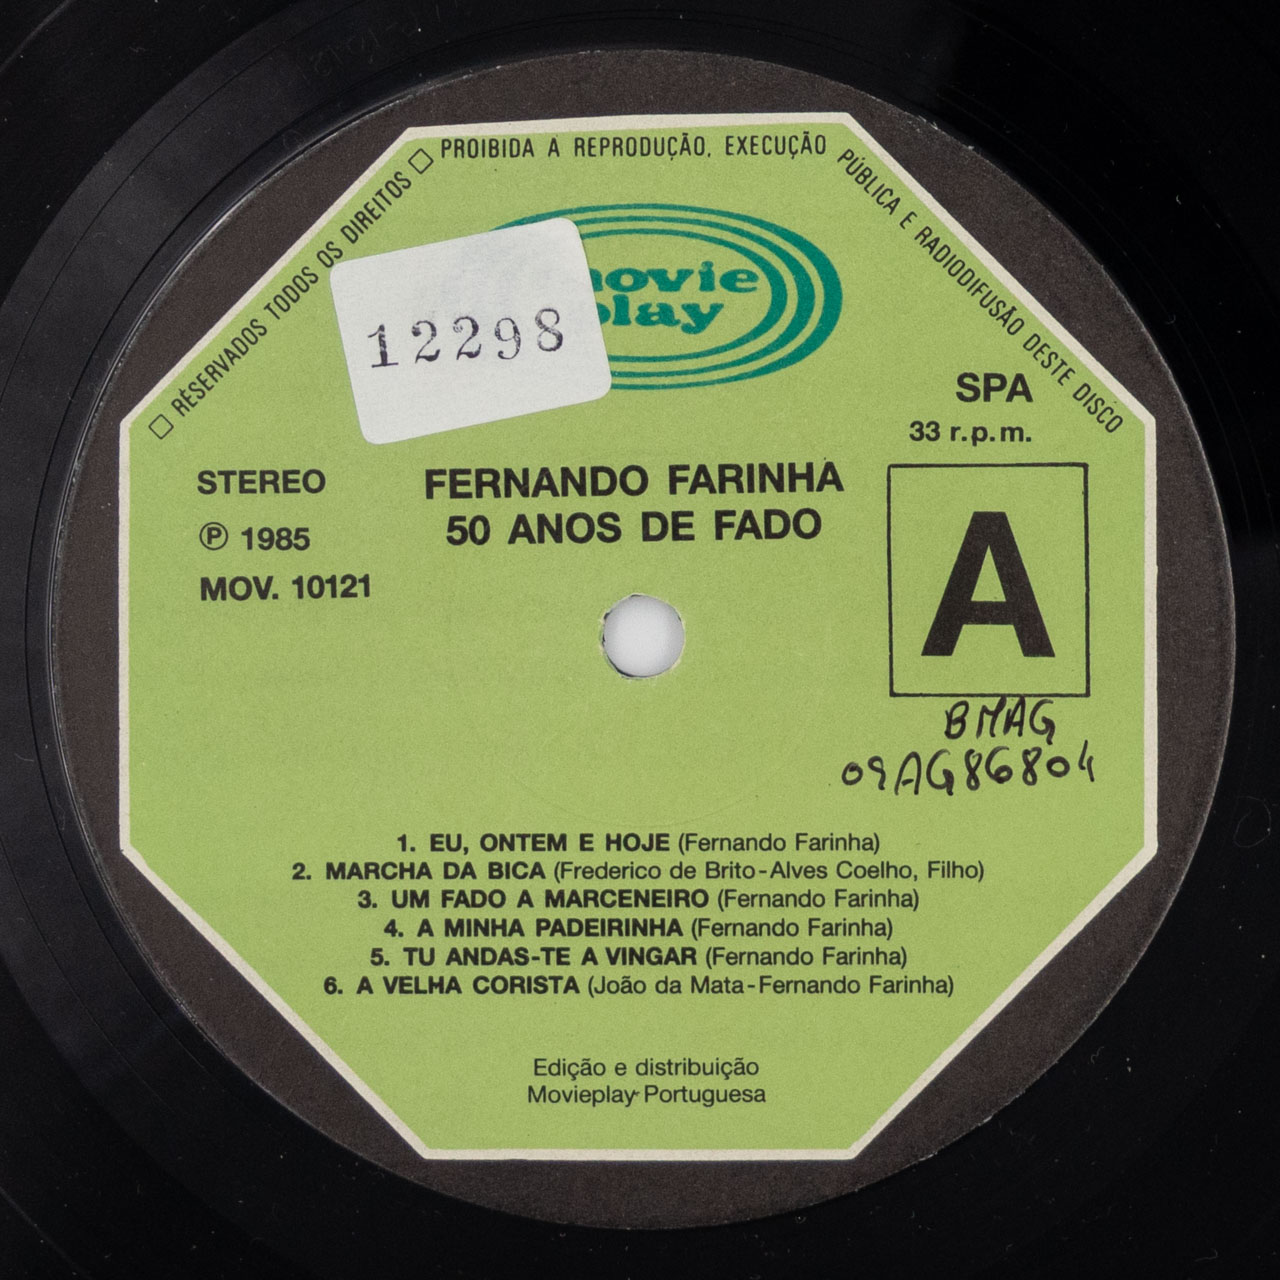 RÉSERVADOS TODOS OS DIREITOS
PROIBIDA A REPRODUÇÃO, EXECUÇÃO
PÚBLICA E RADIODIFUSÃO DESTE DISCO
12298
SPA
33 r.p.m.
STEREO
FERNANDO FARINHA
50 ANOS DE FADO
℗ 1985
MOV. 10121
A
BMAG
09AG86804
1. EU, ONTEM E HOJE (Fernando Farinha)
2. MARCHA DA BICA (Frederico de Brito-Alves Coelho, Filho)
3. UM FADO A MARCENEIRO (Fernando Farinha)
4. A MINHA PADEIRINHA (Fernando Farinha)
5. TU ANDAS-TE A VINGAR (Fernando Farinha)
6. A VELHA CORISTA (João da Mata-Fernando Farinha)
Edição e distribuição
Movieplay Portuguesa